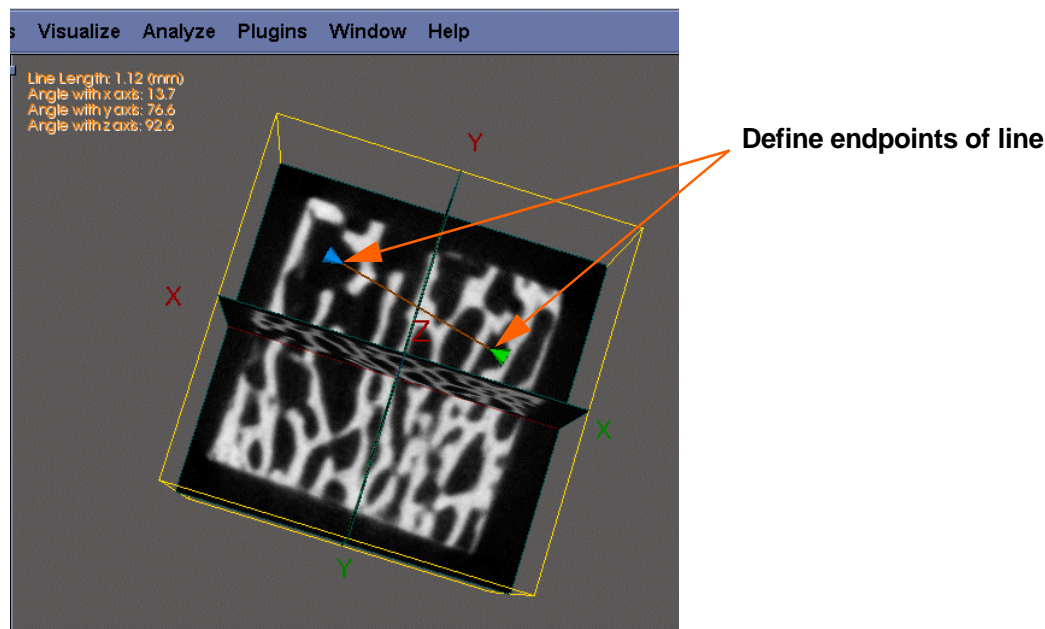 s Visualize Analyze Plugins Window Help
Line Length: 1.12 (mm)
Angle with x axis: 13.7
Angle with y axis: 76.6
Angle with z axis: 92.6
Define endpoints of line
Y
X
Z
X
Y